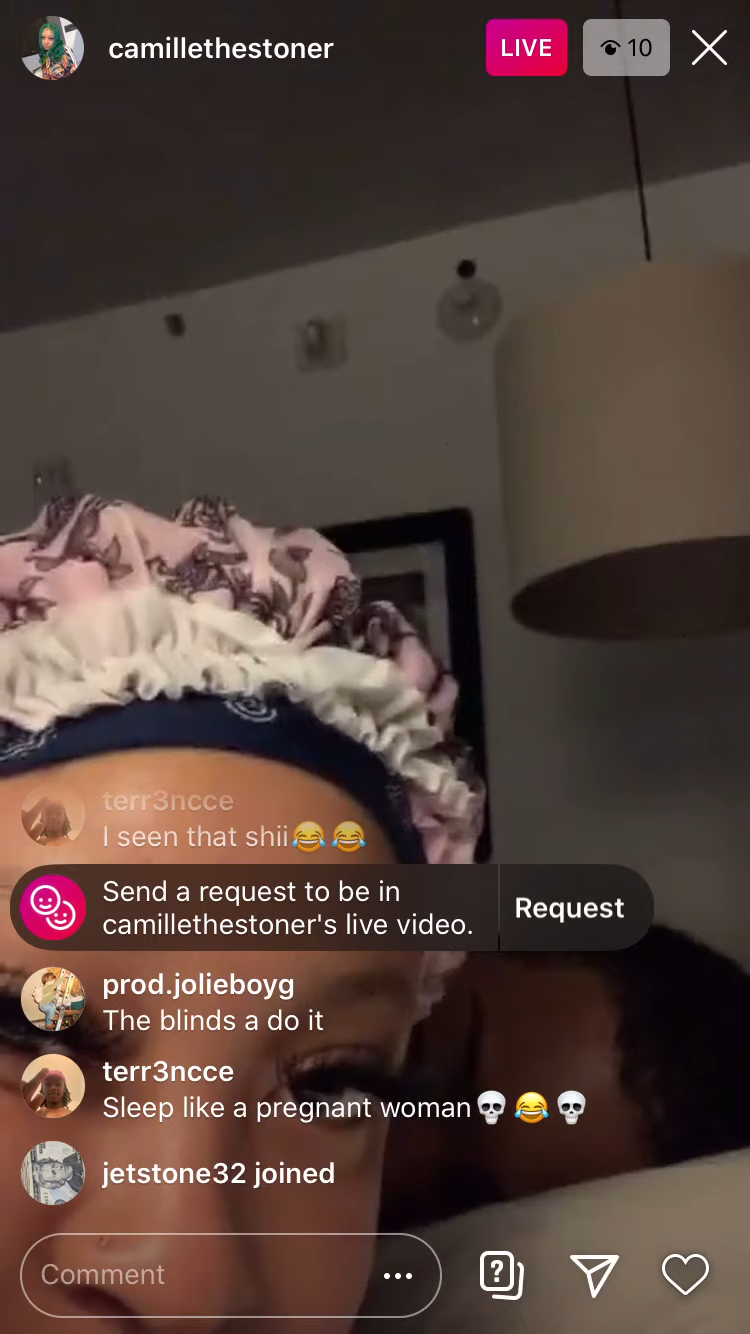 camillethestoner
LIVE
10
terr3ncce
I seen that shii😂😂
Send a request to be in
camillethestoner's live video.
Request
prod.jolieboyg
The blinds a do it
terr3ncce
Sleep like a pregnant woman💀😂💀
jetstone32 joined
Comment